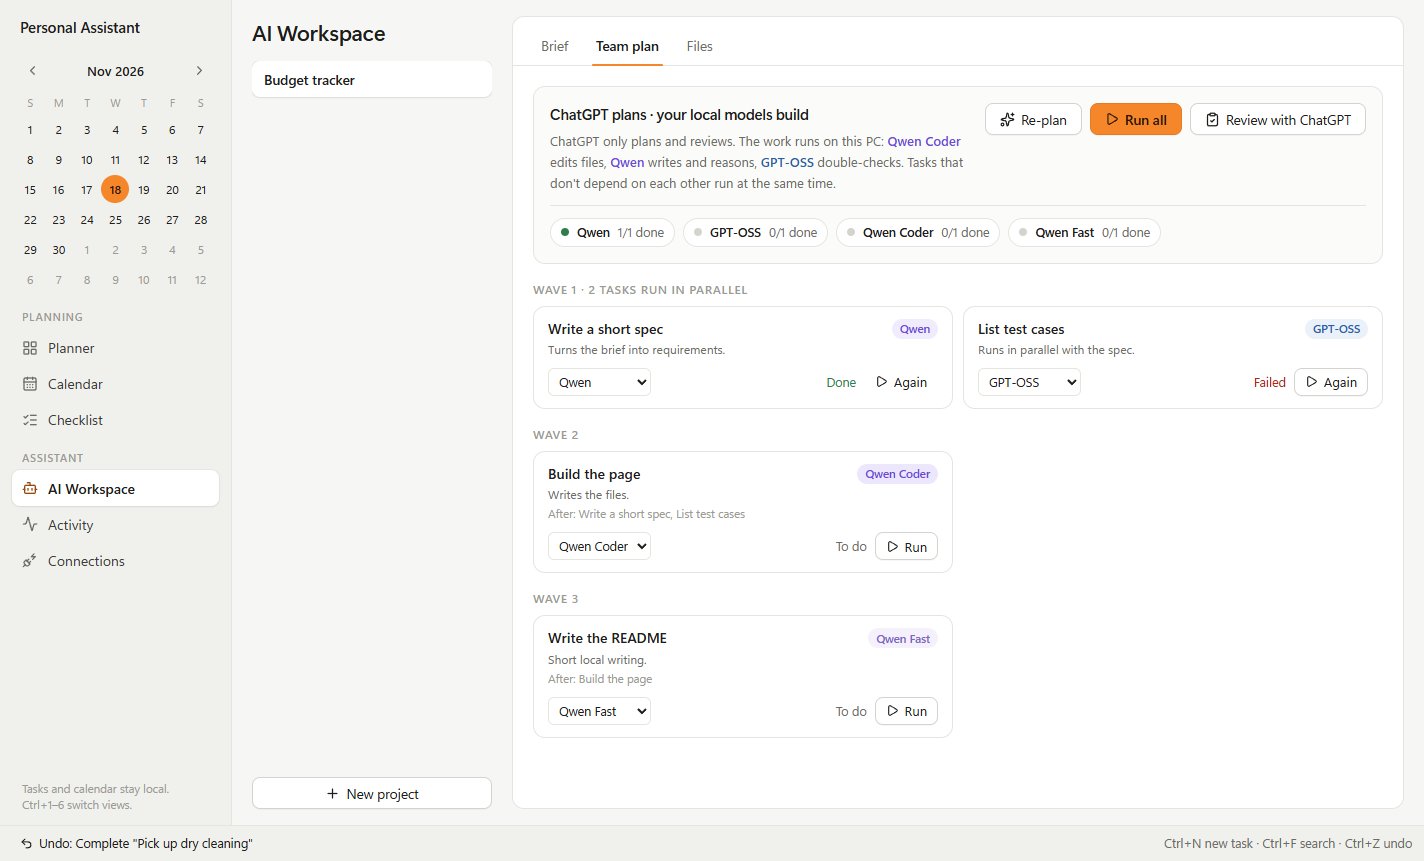 Personal Assistant
Nov 2026
S M T W T F S
1 2 3 4 5 6 7
8 9 10 11 12 13 14
15 16 17 18 19 20 21
22 23 24 25 26 27 28
29 30 1 2 3 4 5
6 7 8 9 10 11 12
PLANNING
Planner
Calendar
Checklist
ASSISTANT
AI Workspace
Activity
Connections
Tasks and calendar stay local.
Ctrl+1–6 switch views.
AI Workspace
Budget tracker
New project
Brief Team plan Files
ChatGPT plans · your local models build
ChatGPT only plans and reviews. The work runs on this PC: Qwen Coder
edits files, Qwen writes and reasons, GPT-OSS double-checks. Tasks that
don't depend on each other run at the same time.
Re-plan Run all Review with ChatGPT
Qwen 1/1 done GPT-OSS 0/1 done Qwen Coder 0/1 done Qwen Fast 0/1 done
WAVE 1 · 2 TASKS RUN IN PARALLEL
Write a short spec Qwen
Turns the brief into requirements.
Qwen Done Again
List test cases GPT-OSS
Runs in parallel with the spec.
GPT-OSS Failed Again
WAVE 2
Build the page Qwen Coder
Writes the files.
After: Write a short spec, List test cases
Qwen Coder To do Run
WAVE 3
Write the README Qwen Fast
Short local writing.
After: Build the page
Qwen Fast To do Run
Undo: Complete "Pick up dry cleaning"
Ctrl+N new task · Ctrl+F search · Ctrl+Z undo